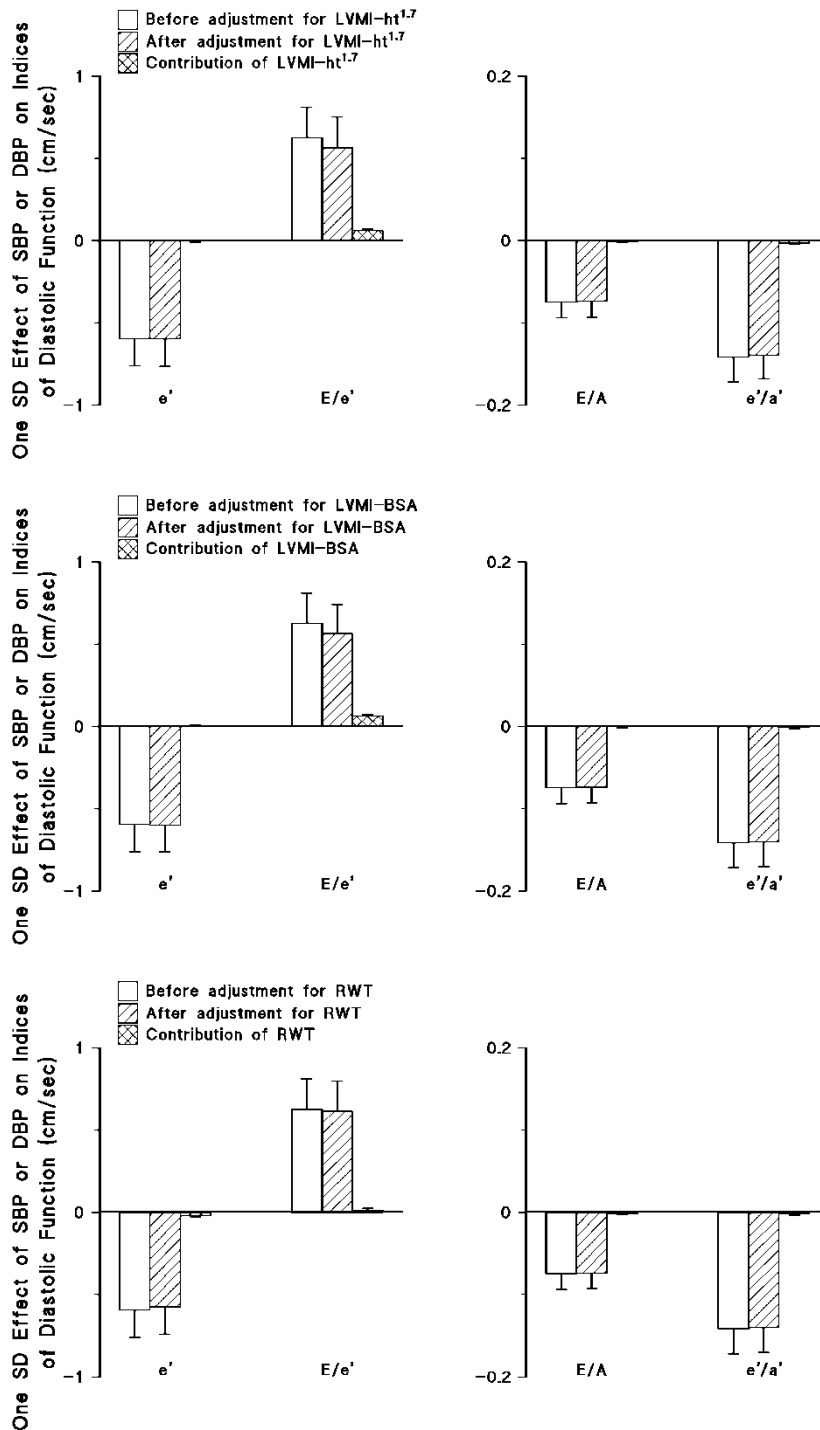 Before adjustment for LVMI-ht1.7
After adjustment for LVMI-ht1.7
Contribution of LVMI-ht1.7
One SD Effect of SBP or DBP on Indices
of Diastolic Function (cm/sec)
1
0
-1
e'
E/e'
0.2
0
-0.2
E/A
e'/a'
Before adjustment for LVMI-BSA
After adjustment for LVMI-BSA
Contribution of LVMI-BSA
One SD Effect of SBP or DBP on Indices
of Diastolic Function (cm/sec)
1
0
-1
e'
E/e'
0.2
0
-0.2
E/A
e'/a'
Before adjustment for RWT
After adjustment for RWT
Contribution of RWT
One SD Effect of SBP or DBP on Indices
of Diastolic Function (cm/sec)
1
0
-1
e'
E/e'
0.2
0
-0.2
E/A
e'/a'